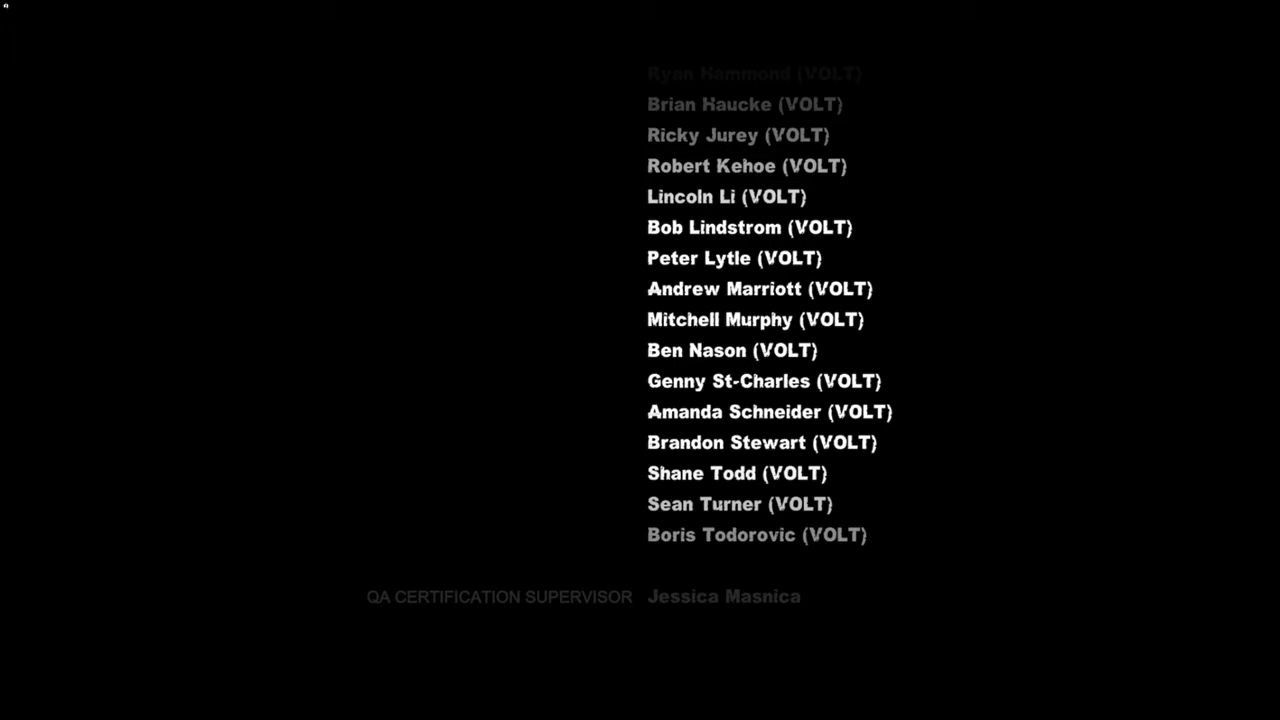 Ryan Hammond (VOLT)
Brian Haucke (VOLT)
Ricky Jurey (VOLT)
Robert Kehoe (VOLT)
Lincoln Li (VOLT)
Bob Lindstrom (VOLT)
Peter Lytle (VOLT)
Andrew Marriott (VOLT)
Mitchell Murphy (VOLT)
Ben Nason (VOLT)
Genny St-Charles (VOLT)
Amanda Schneider (VOLT)
Brandon Stewart (VOLT)
Shane Todd (VOLT)
Sean Turner (VOLT)
Boris Todorovic (VOLT)
QA CERTIFICATION SUPERVISOR Jessica Masnica